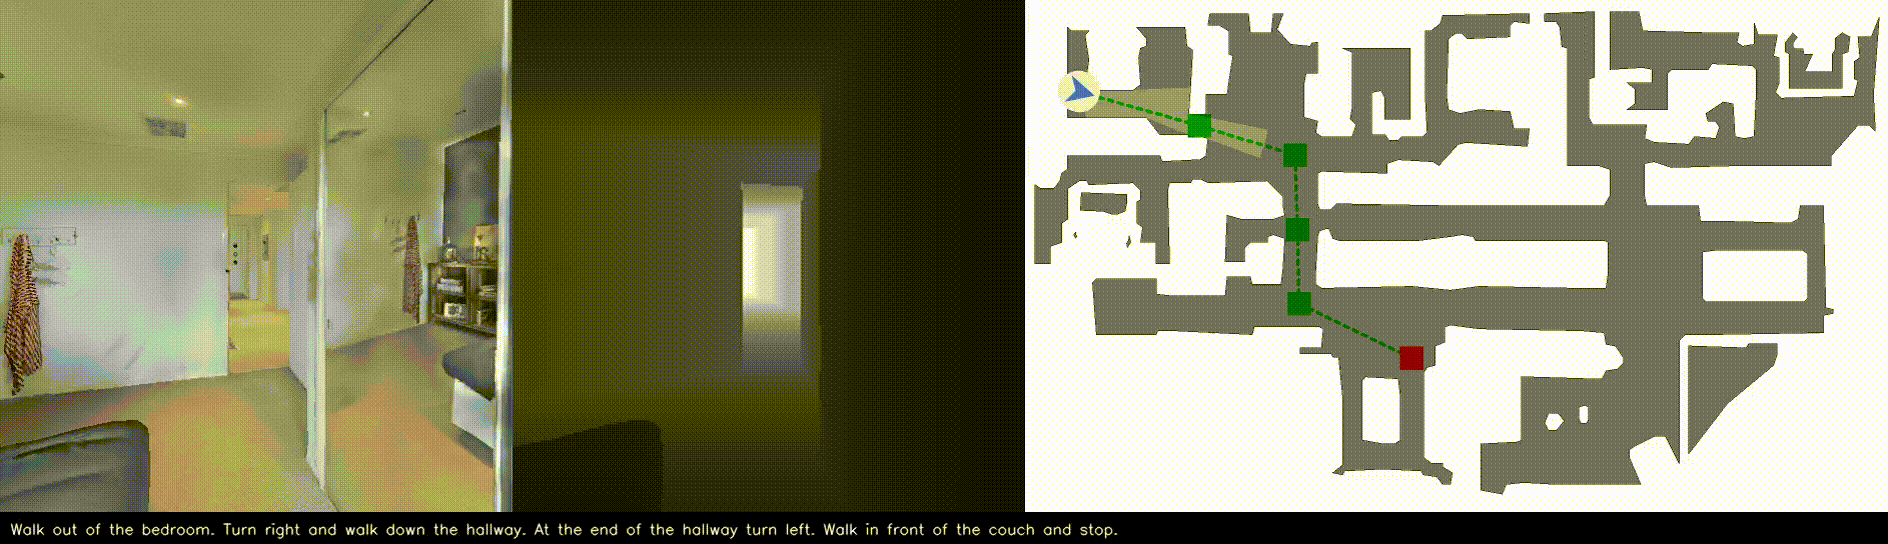 Walk out of the bedroom. Turn right and walk down the hallway. At the end of the hallway turn left. Walk in front of the couch and stop.